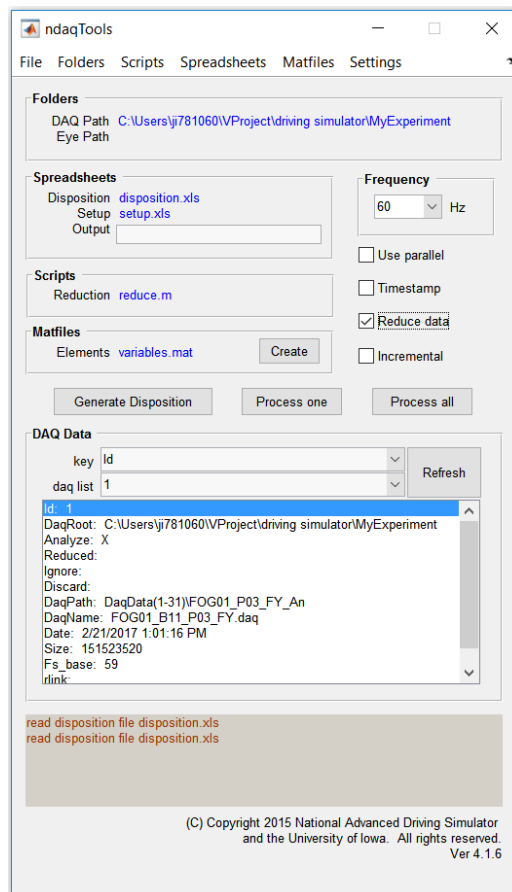 ndaqTools
File Folders Scripts Spreadsheets Matfiles Settings
Folders
DAQ Path C:\Users\ji781060\VProject\driving simulator\MyExperiment
Eye Path
Spreadsheets
Disposition disposition.xls
Setup setup.xls
Output
Frequency
60 Hz
Use parallel
Timestamp
Reduce data
Incremental
Scripts
Reduction reduce.m
Matfiles
Elements variables.mat Create
Generate Disposition Process one Process all
DAQ Data
key Id
daq list 1
Refresh
Id: 1
DaqRoot: C:\Users\ji781060\VProject\driving simulator\MyExperiment
Analyze: X
Reduced:
Ignore:
Discard:
DaqPath: DaqData(1-31)\FOG01_P03_FY_An
DaqName: FOG01_B11_P03_FY.daq
Date: 2/21/2017 1:01:16 PM
Size: 151523520
Fs_base: 59
rlink:
read disposition file disposition.xls
read disposition file disposition.xls
(C) Copyright 2015 National Advanced Driving Simulator
and the University of Iowa. All rights reserved.
Ver 4.1.6